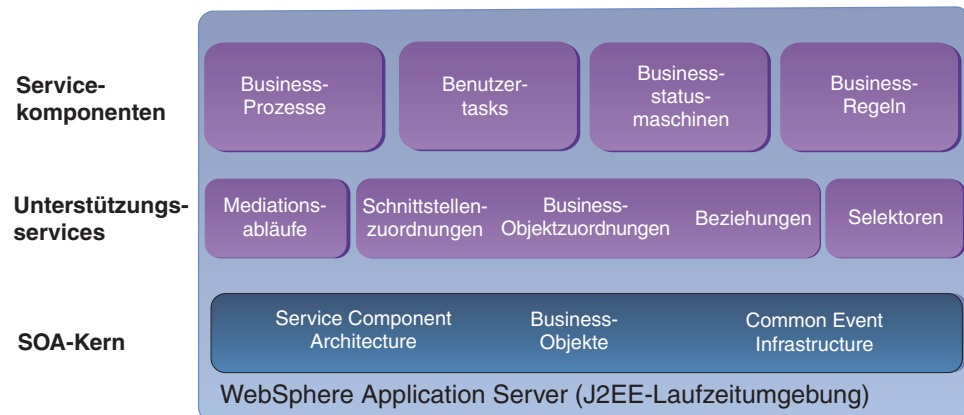 Service-
komponenten
Business-
Prozesse
Benutzer-
tasks
Business-
status-
maschinen
Business-
Regeln
Unterstützungs-
services
Mediations-
abläufe
Schnittstellen-
zuordnungen
Business-
Objektzuordnungen
Beziehungen
Selektoren
SOA-Kern
Service Component
Architecture
Business-
Objekte
Common Event
Infrastructure
WebSphere Application Server (J2EE-Laufzeitumgebung)